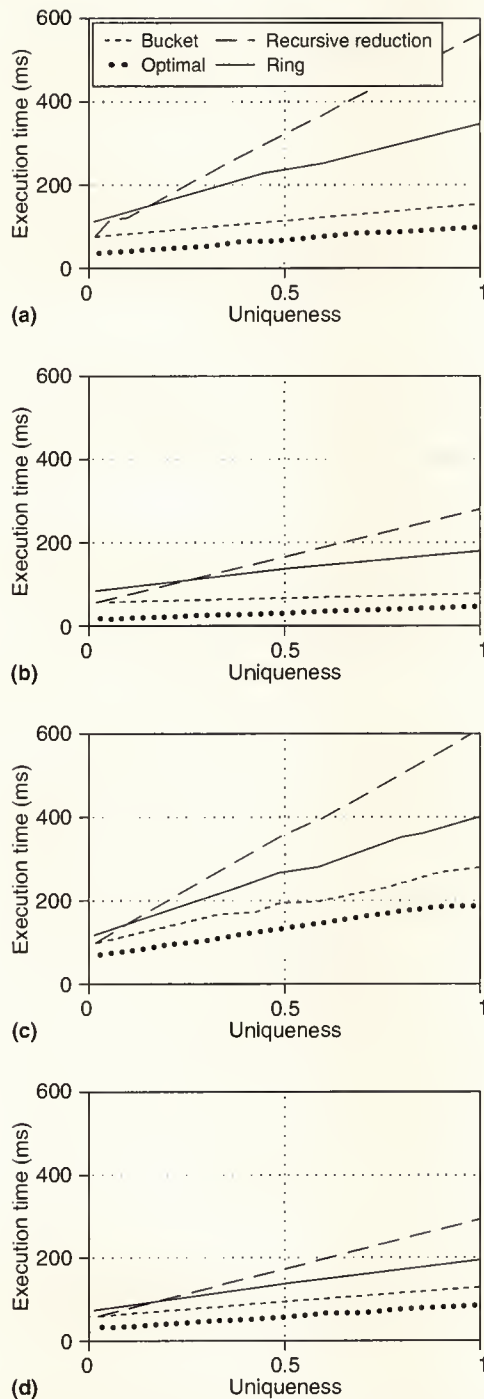 Execution time (ms)
600
400
200
0
Bucket
Recursive reduction
Optimal
Ring
0
0.5
1
Uniqueness
(a)
Execution time (ms)
600
400
200
0
0
0.5
1
Uniqueness
(b)
Execution time (ms)
600
400
200
0
0
0.5
1
Uniqueness
(c)
Execution time (ms)
600
400
200
0
0
0.5
1
Uniqueness
(d)